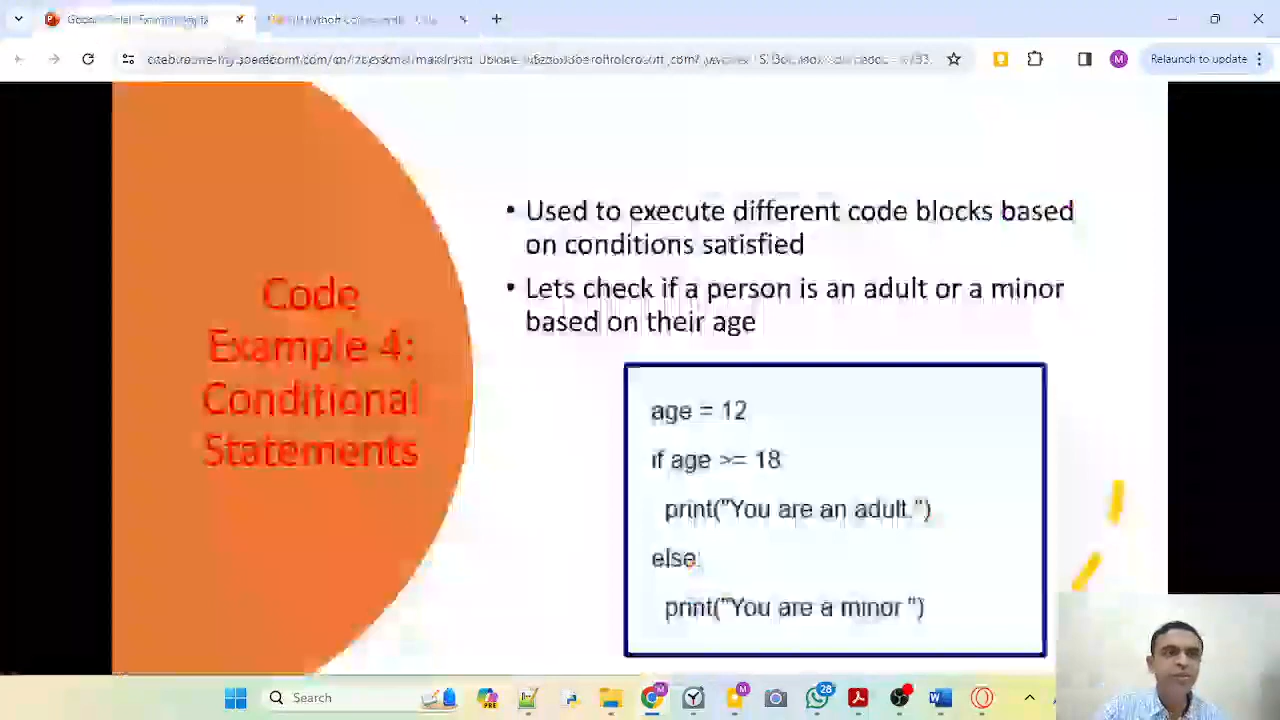 Relaunch to update
Code
Example 4:
Conditional
Statements
• Used to execute different code blocks based
on conditions satisfied
• Lets check if a person is an adult or a minor
based on their age
age = 12
if age >= 18
print("You are an adult.")
else:
print("You are a minor ")
Search
PRE
M
28